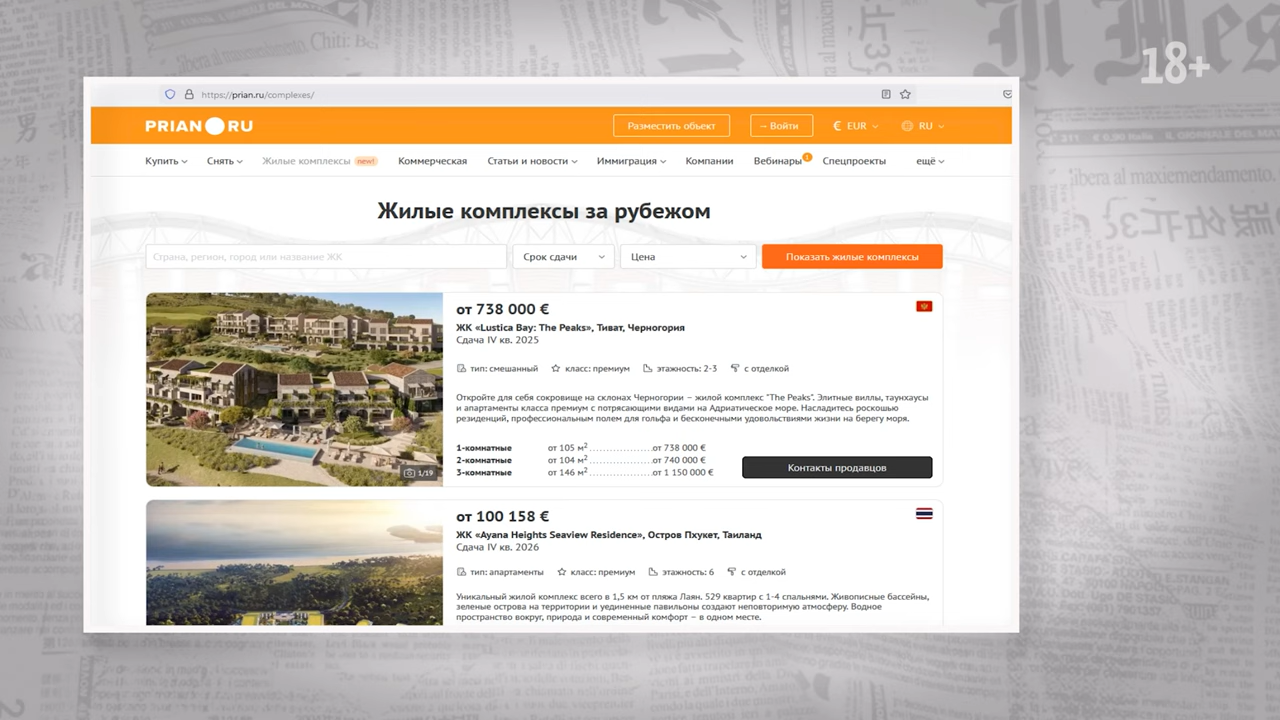 18+
https://prian.ru/complexes/
PRIAN RU
Разместить объект
→ Войти
€ EUR
RU
Купить
Снять
Жилые комплексы new!
Коммерческая
Статьи и новости
Иммиграция
Компании
Вебинары 1
Спецпроекты
ещё
Жилые комплексы за рубежом
Страна, регион, город или название ЖК
Срок сдачи
Цена
Показать жилые комплексы
от 738 000 €
ЖК «Lustica Bay: The Peaks», Тиват, Черногория
Сдача IV кв. 2025
тип: смешанный класс: премиум этажность: 2-3 с отделкой
Откройте для себя сокровище на склонах Черногории – жилой комплекс "The Peaks". Элитные виллы, таунхаусы
и апартаменты класса премиум с потрясающими видами на Адриатическое море. Насладитесь роскошью
резиденций, профессиональным полем для гольфа и бесконечными удовольствиями жизни на берегу моря.
1-комнатные от 105 м² ................от 738 000 €
2-комнатные от 104 м² ................от 740 000 €
3-комнатные от 146 м² ................от 1 150 000 €
Контакты продавцов
1/19
от 100 158 €
ЖК «Ayana Heights Seaview Residence», Остров Пхукет, Таиланд
Сдача IV кв. 2026
тип: апартаменты класс: премиум этажность: 6 с отделкой
Уникальный жилой комплекс всего в 1,5 км от пляжа Лаян. 529 квартир с 1-4 спальнями. Живописные бассейны,
зеленые острова на территории и уединенные павильоны создают неповторимую атмосферу. Водное
пространство вокруг, природа и современный комфорт – в одном месте.
Il Mes
libera al maxiemendamento.